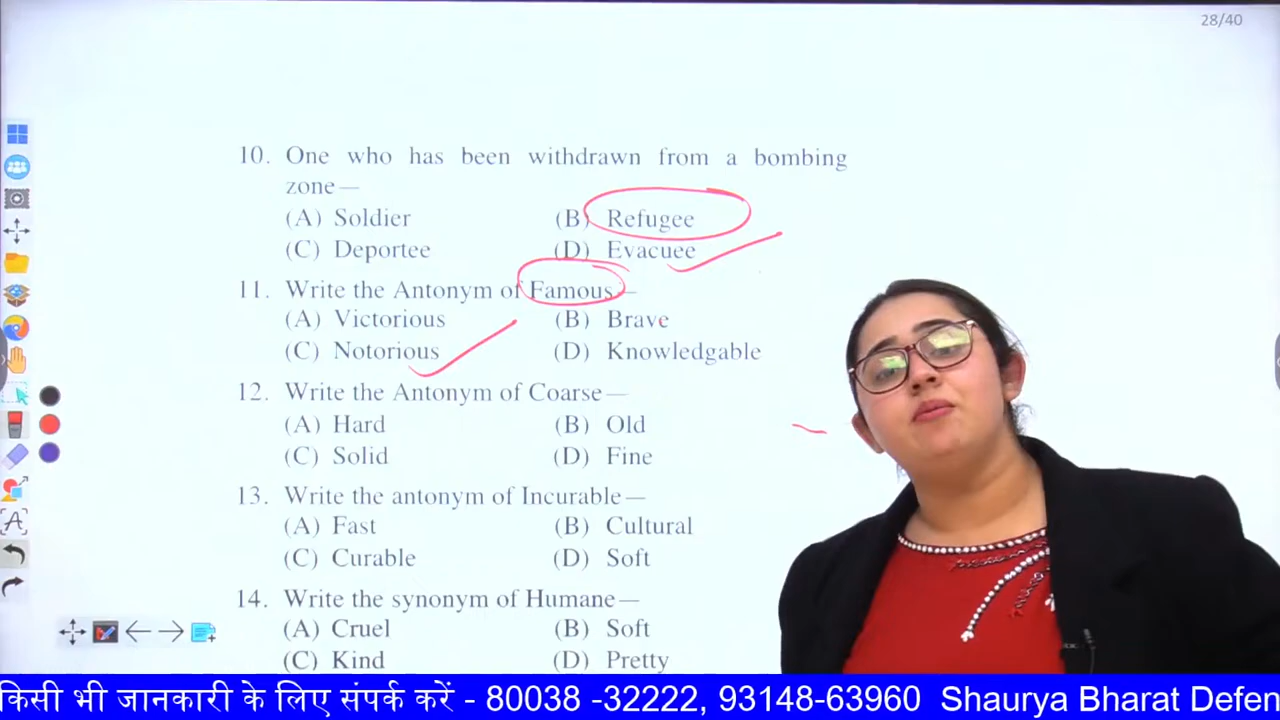 28/40
10. One who has been withdrawn from a bombing
zone—
(A) Soldier (B) Refugee
(C) Deportee (D) Evacuee
11. Write the Antonym of Famous—
(A) Victorious (B) Brave
(C) Notorious (D) Knowledgable
12. Write the Antonym of Coarse—
(A) Hard (B) Old
(C) Solid (D) Fine
13. Write the antonym of Incurable—
(A) Fast (B) Cultural
(C) Curable (D) Soft
14. Write the synonym of Humane—
(A) Cruel (B) Soft
(C) Kind (D) Pretty
किसी भी जानकारी के लिए संपर्क करें - 80038 -32222, 93148-63960 Shaurya Bharat Defen